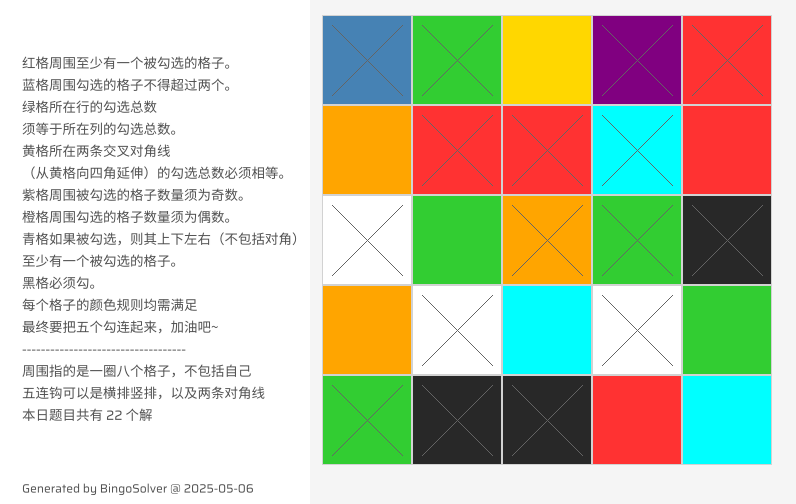 红格周围至少有一个被勾选的格子。
蓝格周围勾选的格子不得超过两个。
绿格所在行的勾选总数
须等于所在列的勾选总数。
黄格所在两条交叉对角线
（从黄格向四角延伸）的勾选总数必须相等。
紫格周围被勾选的格子数量须为奇数。
橙格周围勾选的格子数量须为偶数。
青格如果被勾选，则其上下左右（不包括对角）
至少有一个被勾选的格子。
黑格必须勾。
每个格子的颜色规则均需满足
最终要把五个勾连起来，加油吧~
-----------------------------------
周围指的是一圈八个格子，不包括自己
五连钩可以是横排竖排，以及两条对角线
本日题目共有 22 个解
Generated by BingoSolver @ 2025-05-06